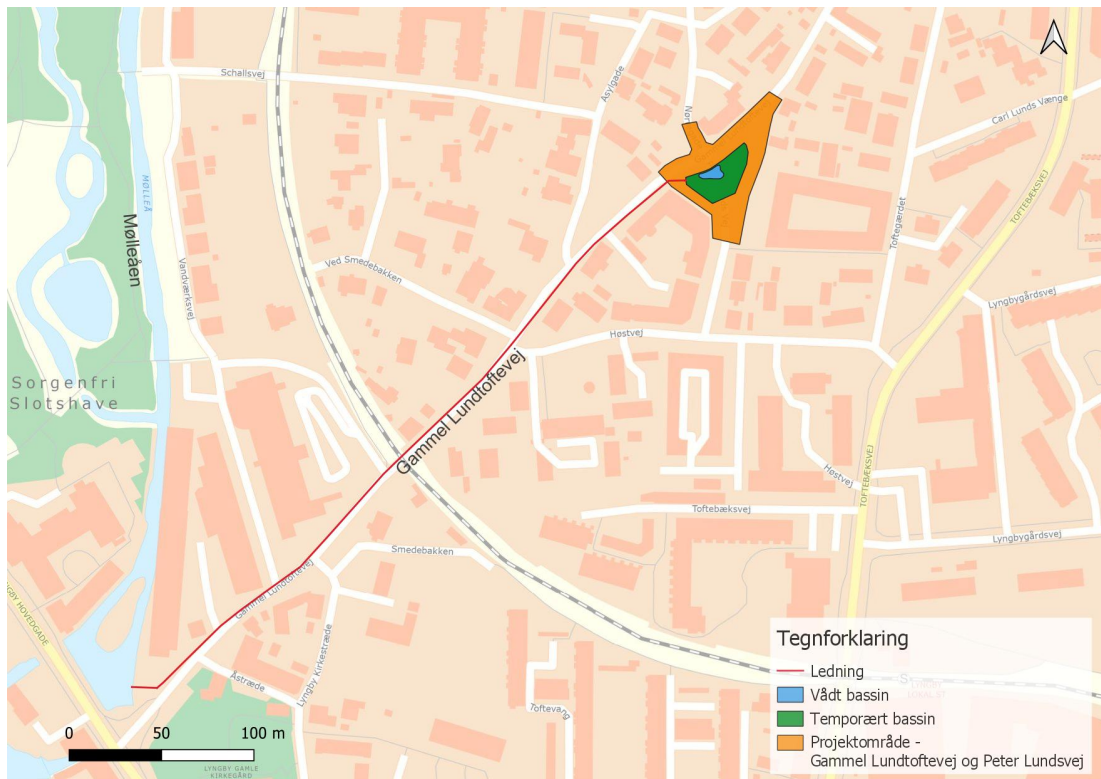 Schallsvej
Asylgade
Carl Lunds Vænge
MØLLEÅ
Mølleåen
Vandværksvej
Ved Smedebakken
Toftegærdet
TOFTEBÆKSVEJ
Lyngbygårdsvej
Høstvej
Sorgenfri
Slotshave
Gammel Lundtoftevej
Høstvej
TOFTEBÆKSVEJ
Toftebæksvej
Lyngbygårdsvej
Smedebakken
Gammel Lundtoftevej
LYNGBY HOVEDGADE
Lyngby Kirkestræde
Åstræde
Toftevang
LYNGBY GAMLE
KIRKEGÅRD
0 50 100 m
Tegnforklaring
Ledning
Vådt bassin
Temporært bassin
Projektområde -
Gammel Lundtoftevej og Peter Lundsvej